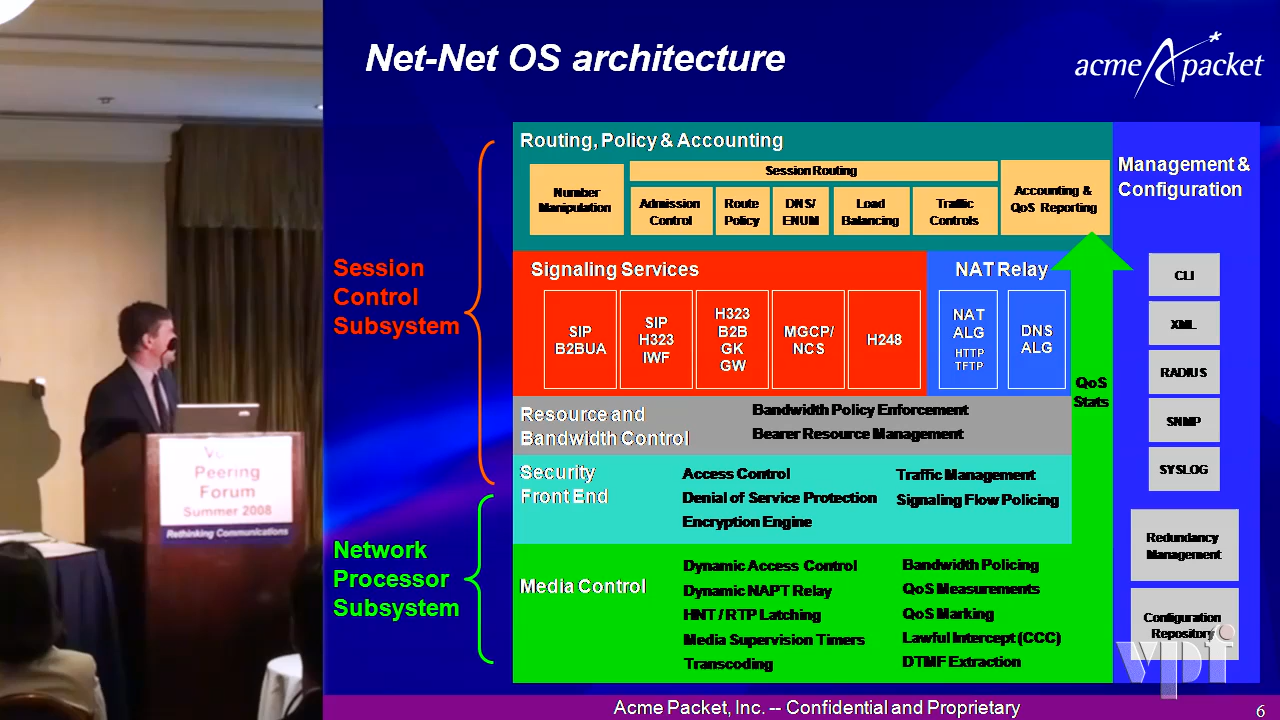 Net-Net OS architecture
acme packet
Routing, Policy & Accounting
Number
Manipulation
Session Routing
Admission
Control
Route
Policy
DNS/
ENUM
Load
Balancing
Traffic
Controls
Accounting &
QoS Reporting
Management &
Configuration
Session
Control
Subsystem
Signaling Services
SIP
B2BUA
SIP
H323
IWF
H323
B2B
GK
GW
MGCP/
NCS
H248
NAT Relay
NAT
ALG
HTTP
TFTP
DNS
ALG
QoS
Stats
CLI
XML
RADIUS
SNMP
SYSLOG
Redundancy
Management
Configuration
Repository
Resource and
Bandwidth Control
Bandwidth Policy Enforcement
Bearer Resource Management
Security
Front End
Access Control
Denial of Service Protection
Encryption Engine
Traffic Management
Signaling Flow Policing
Network
Processor
Subsystem
Media Control
Dynamic Access Control
Dynamic NAPT Relay
HNT / RTP Latching
Media Supervision Timers
Transcoding
Bandwidth Policing
QoS Measurements
QoS Marking
Lawful Intercept (CCC)
DTMF Extraction
Peering
Forum
Summer 2008
Rethinking Communications
vpf
Acme Packet, Inc. -- Confidential and Proprietary
6